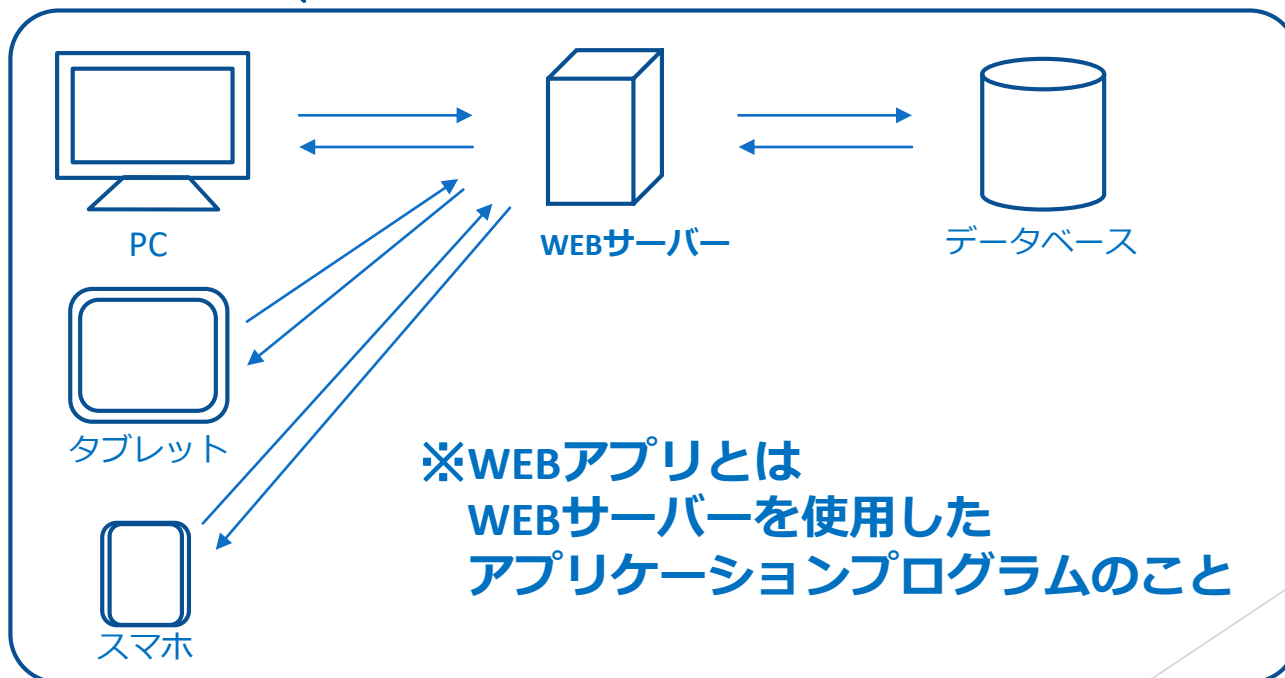 PC
WEBサーバー
データベース
タブレット
スマホ
※WEBアプリとは
WEBサーバーを使用した
アプリケーションプログラムのこと